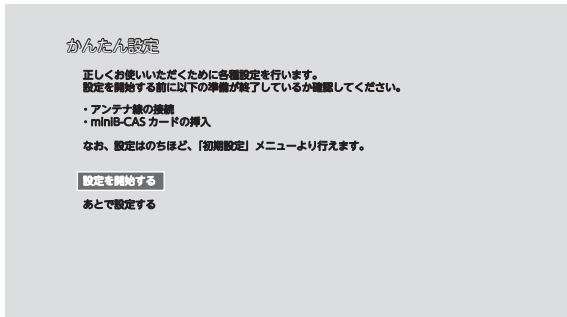 かんたん設定
正しくお使いいただくために各種設定を行います。
設定を開始する前に以下の準備が終了しているか確認してください。
・アンテナ線の接続
・miniB-CAS カードの挿入
なお、設定はのちほど、「初期設定」メニューより行えます。
設定を開始する
あとで設定する